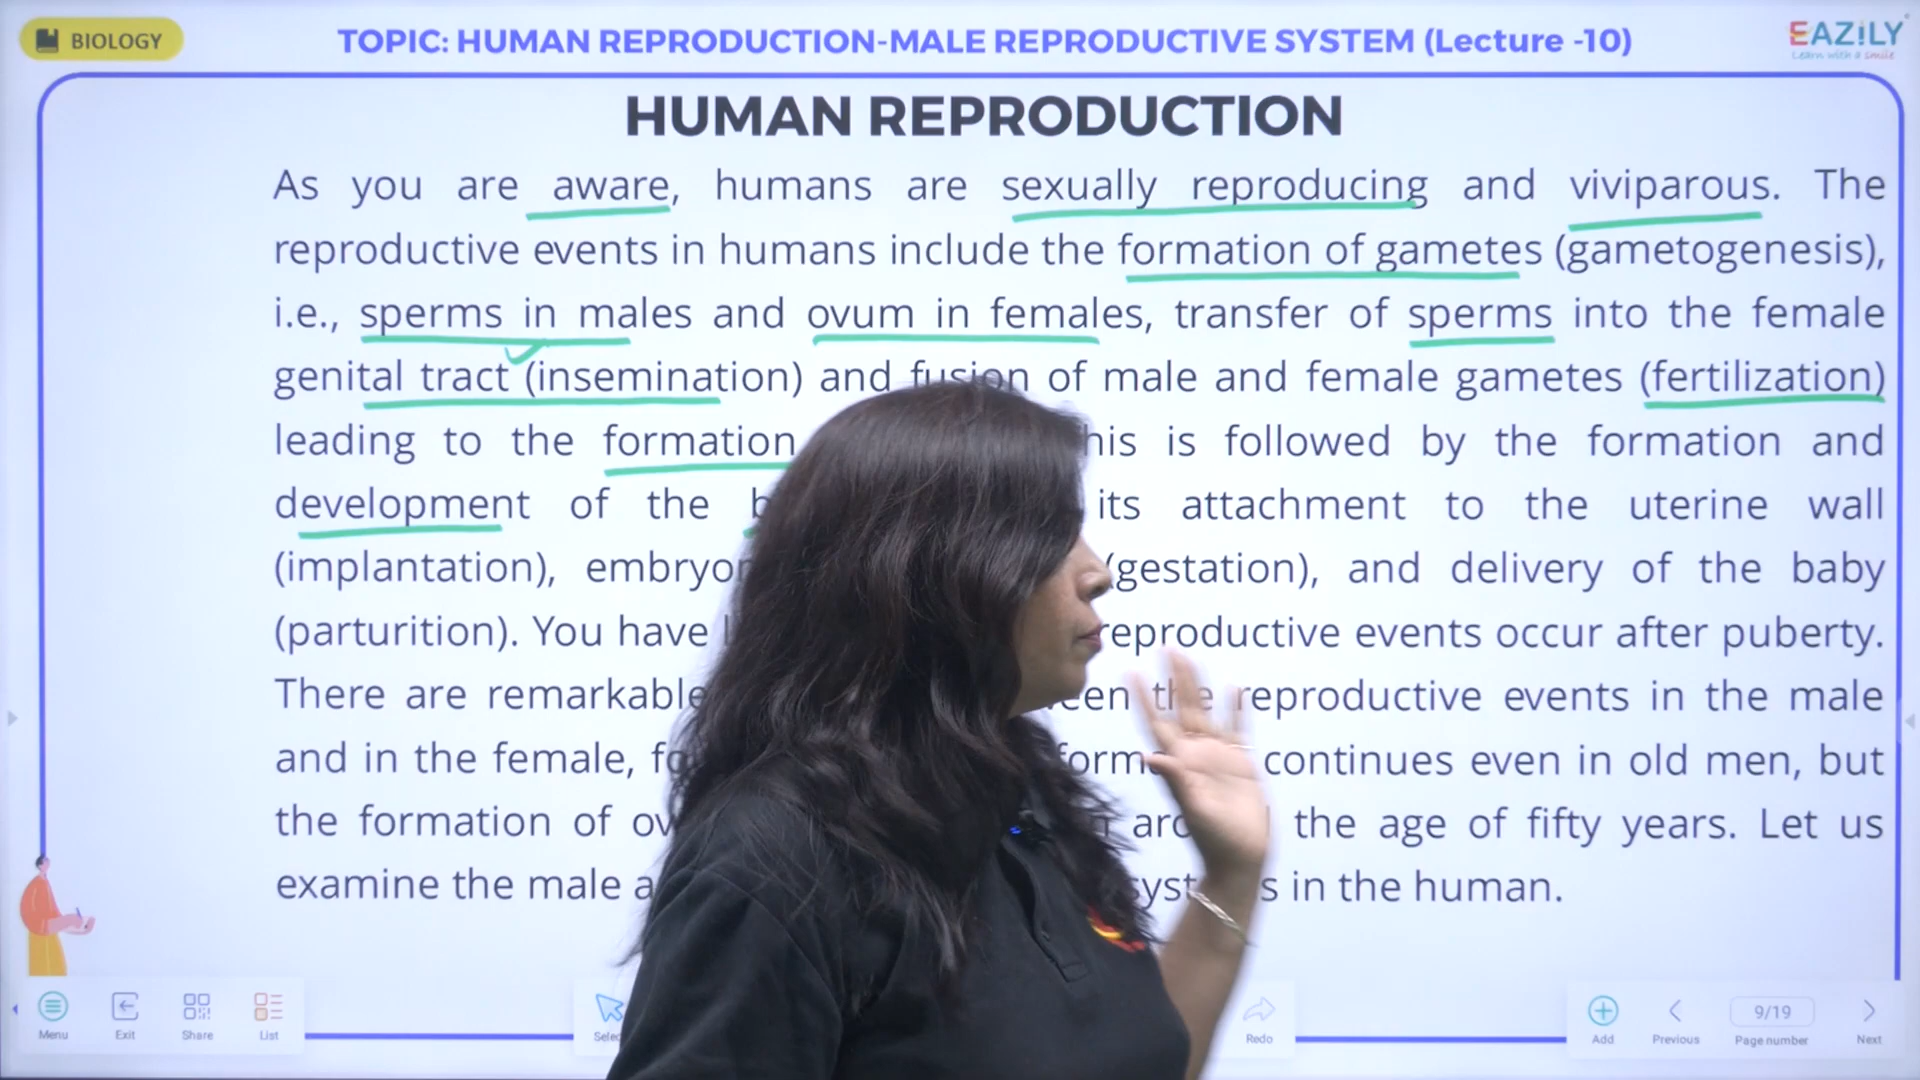 BIOLOGY
TOPIC: HUMAN REPRODUCTION-MALE REPRODUCTIVE SYSTEM (Lecture -10)
EAZILY
Learn with a smile
HUMAN REPRODUCTION
As you are aware, humans are sexually reproducing and viviparous. The
reproductive events in humans include the formation of gametes (gametogenesis),
i.e., sperms in males and ovum in females, transfer of sperms into the female
genital tract (insemination) and fusion of male and female gametes (fertilization)
leading to the formation is followed by the formation and
development of the its attachment to the uterine wall
(implantation), (gestation), and delivery of the baby
(parturition). You have reproductive events occur after puberty.
There are remarkable the reproductive events in the male
and in the female, continues even in old men, but
the formation of the age of fifty years. Let us
examine the male in the human.
Menu
Exit
Share
List
Redo
Add
Previous
9/19
Page number
Next